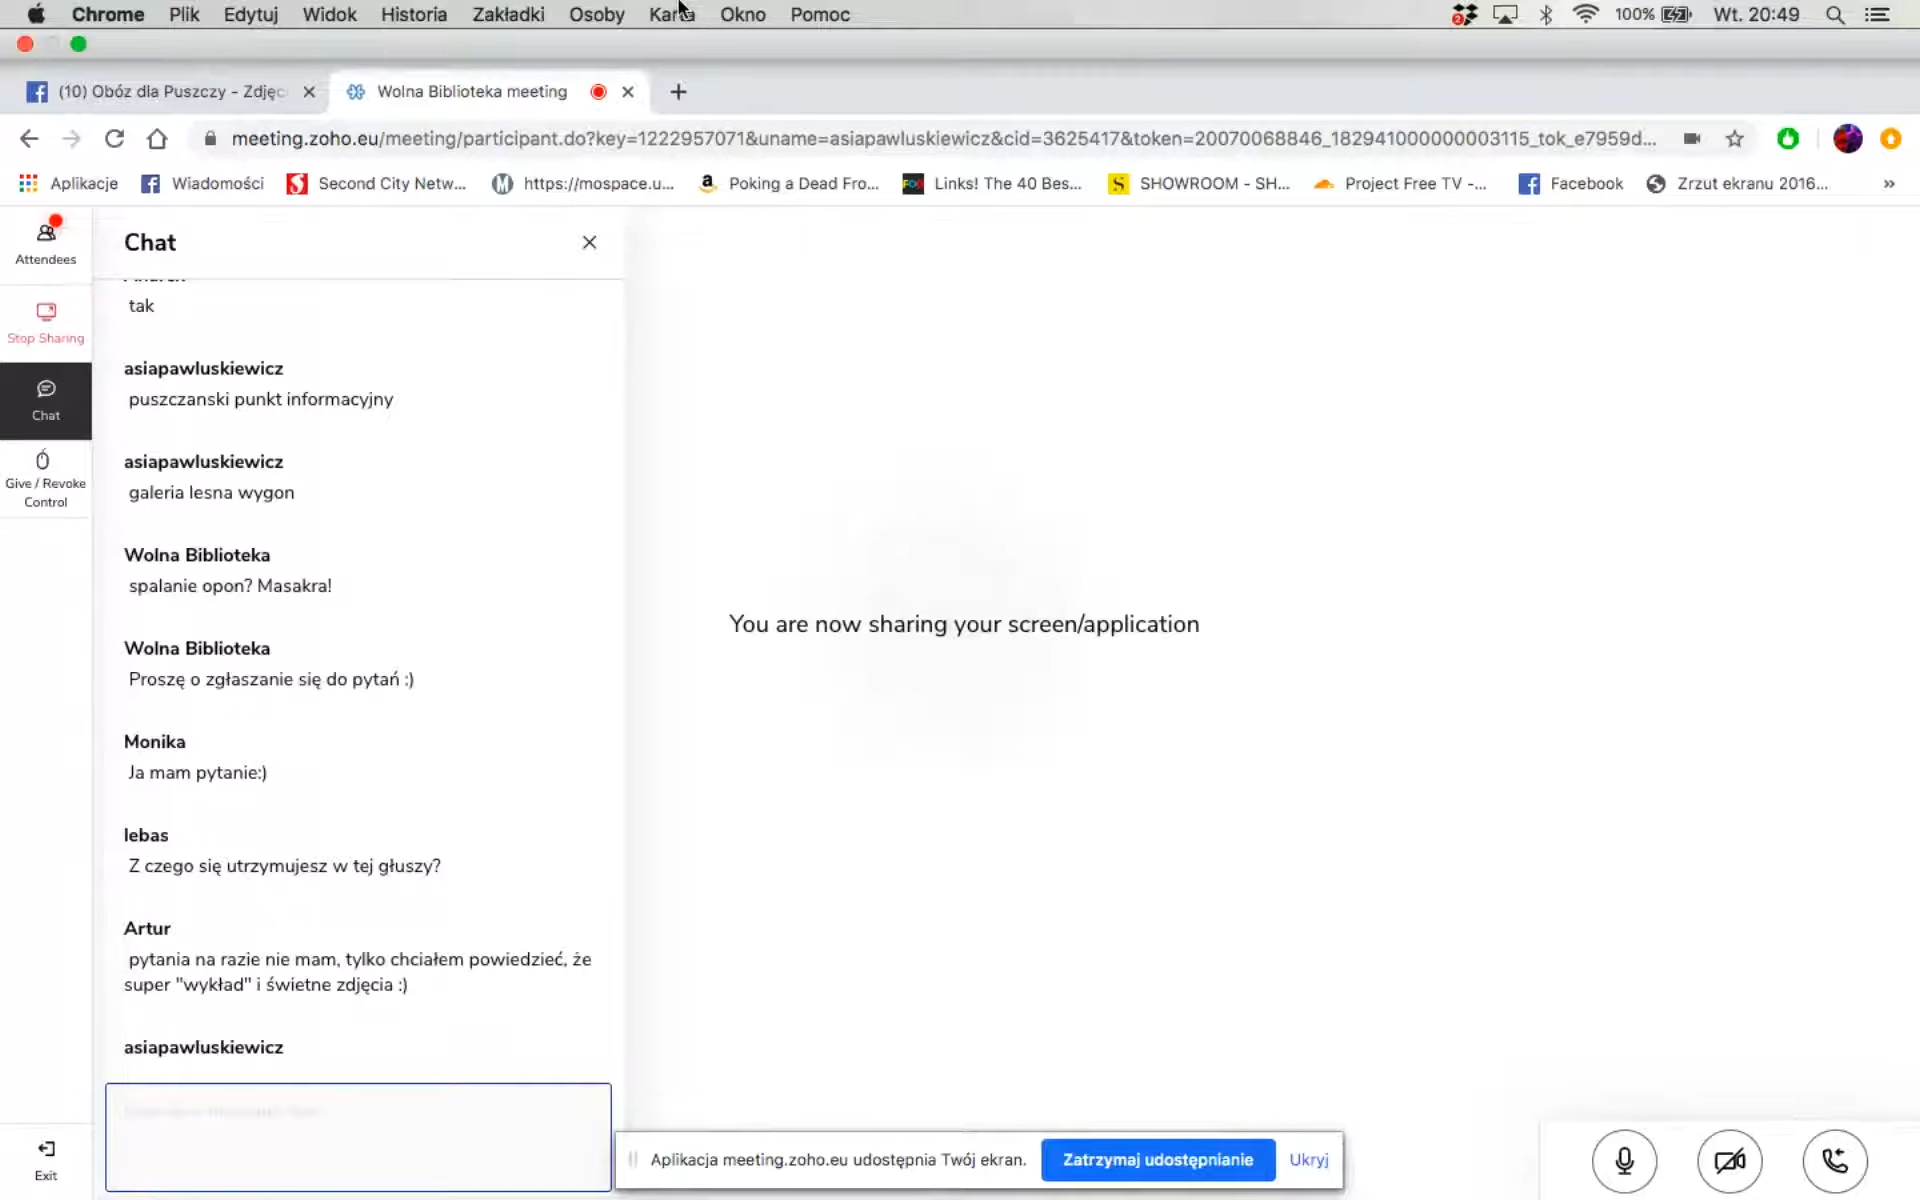 Chrome Plik Edytuj Widok Historia Zakładki Osoby Okno Pomoc 100% Wt. 20:49
(10) Obóz dla Puszczy - Zdjęc Wolna Biblioteka meeting
meeting.zoho.eu/meeting/participant.do?key=1222957071&uname=asiapawluskiewicz&cid=3625417&token=20070068846_182941000000003115_tok_e7959d...
Aplikacje Wiadomości Second City Netw... https://mospace.u... Poking a Dead Fro... Links! The 40 Bes... SHOWROOM - SH... Project Free TV -... Facebook Zrzut ekranu 2016... »
Attendees
Stop Sharing
Chat
Give / Revoke
Control
Exit
Chat
tak
asiapawluskiewicz
puszczanski punkt informacyjny
asiapawluskiewicz
galeria lesna wygon
Wolna Biblioteka
spalanie opon? Masakra!
Wolna Biblioteka
Proszę o zgłaszanie się do pytań :)
Monika
Ja mam pytanie:)
lebas
Z czego się utrzymujesz w tej głuszy?
Artur
pytania na razie nie mam, tylko chciałem powiedzieć, że
super "wykład" i świetne zdjęcia :)
asiapawluskiewicz
You are now sharing your screen/application
Aplikacja meeting.zoho.eu udostępnia Twój ekran. Zatrzymaj udostępnianie Ukryj